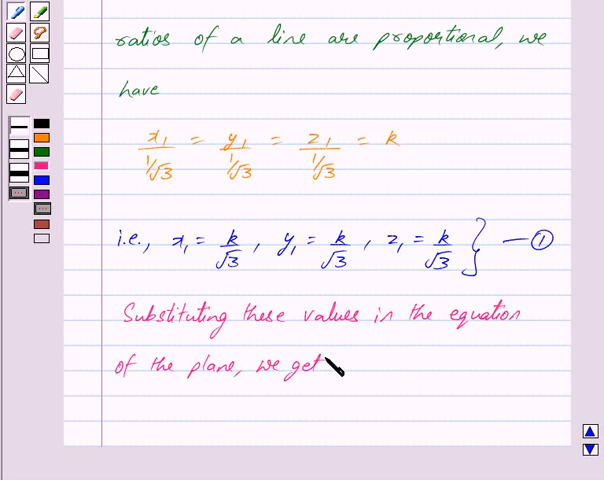 ratios of a line are proportional, we
have
x₁/(1/√3) = y₁/(1/√3) = z₁/(1/√3) = k
i.e., x₁ = k/√3, y₁ = k/√3, z₁ = k/√3 } — ①
Substituting these values in the equation
of the plane, we get